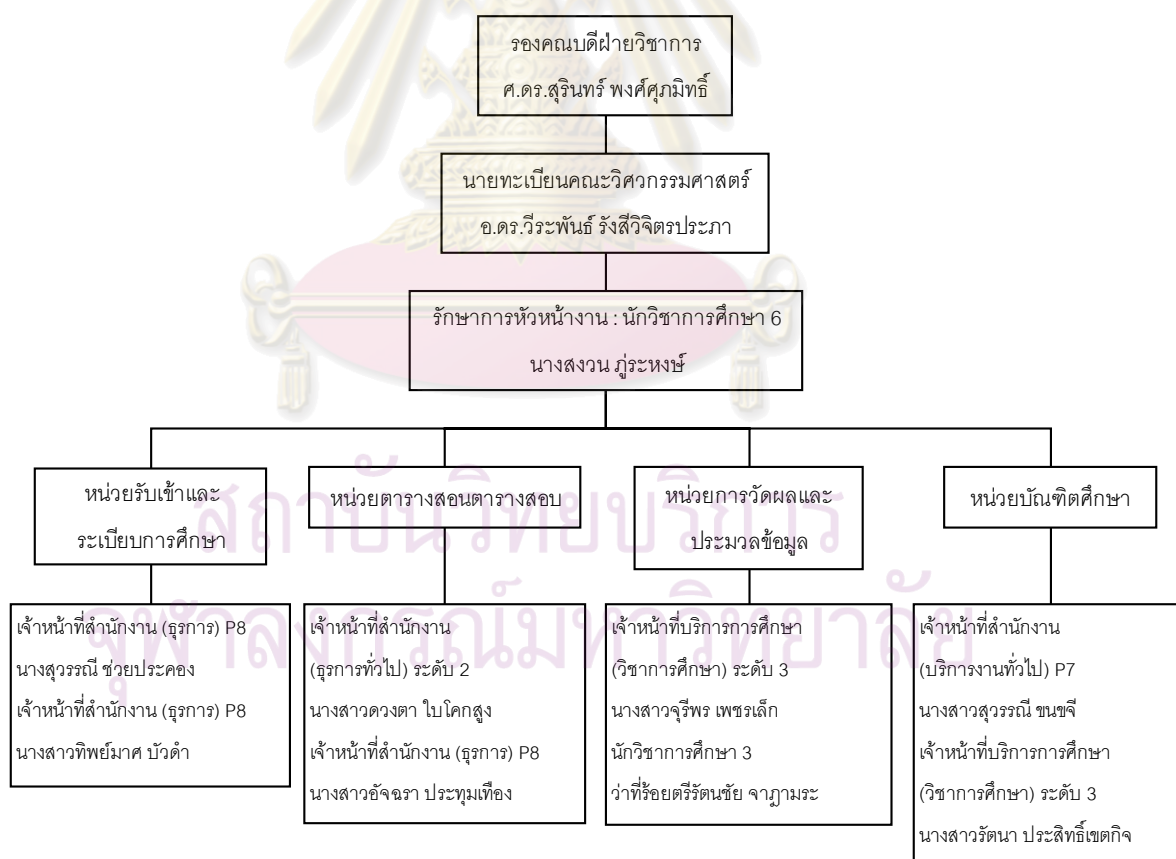 รองคณบดีฝ่ายวิชาการ
ศ.ดร.สุรินทร์ พงศ์ศุภมิทธิ์
นายทะเบียนคณะวิศวกรรมศาสตร์
อ.ดร.วีระพันธ์ รังสีวิจิตรประภา
รักษาการหัวหน้างาน : นักวิชาการศึกษา 6
นางสงวน ภู่ระหงษ์
หน่วยรับเข้าและ
ระเบียบการศึกษา
หน่วยตารางสอนตารางสอบ
หน่วยการวัดผลและ
ประมวลข้อมูล
หน่วยบัณฑิตศึกษา
เจ้าหน้าที่สำนักงาน (ธุรการ) P8
นางสุวรรณี ช่วยประคอง
เจ้าหน้าที่สำนักงาน (ธุรการ) P8
นางสาวทิพย์มาศ บัวดำ
เจ้าหน้าที่สำนักงาน
(ธุรการทั่วไป) ระดับ 2
นางสาวดวงตา ใบโคกสูง
เจ้าหน้าที่สำนักงาน (ธุรการ) P8
นางสาวอัจฉรา ประทุมเทือง
เจ้าหน้าที่บริการการศึกษา
(วิชาการศึกษา) ระดับ 3
นางสาวจุรีพร เพชรเล็ก
นักวิชาการศึกษา 3
ว่าที่ร้อยตรีรัตนชัย จาฎามระ
เจ้าหน้าที่สำนักงาน
(บริการงานทั่วไป) P7
นางสาวสุวรรณี ขนขจี
เจ้าหน้าที่บริการการศึกษา
(วิชาการศึกษา) ระดับ 3
นางสาวรัตนา ประสิทธิ์เขตกิจ
สถาบันวิทยบริการ
จุฬาลงกรณ์มหาวิทยาลัย